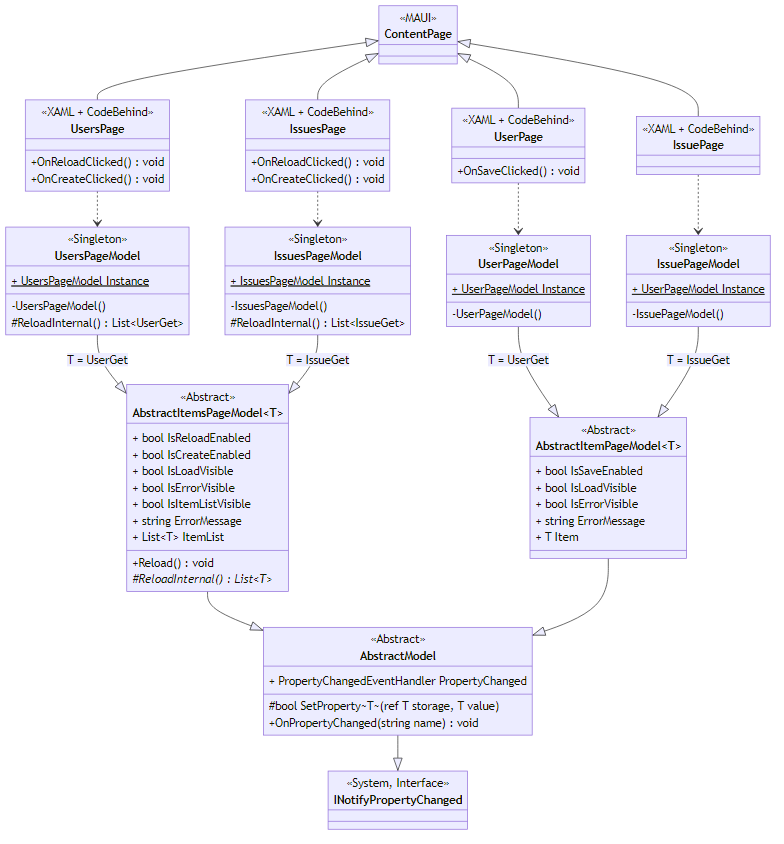 «MAUI»
ContentPage
«XAML + CodeBehind»
UsersPage
+OnReloadClicked() : void
+OnCreateClicked() : void
«XAML + CodeBehind»
IssuesPage
+OnReloadClicked() : void
+OnCreateClicked() : void
«XAML + CodeBehind»
UserPage
+OnSaveClicked() : void
«XAML + CodeBehind»
IssuePage
«Singleton»
UsersPageModel
+ UsersPageModel Instance
-UsersPageModel()
#ReloadInternal() : List<UserGet>
«Singleton»
IssuesPageModel
+ IssuesPageModel Instance
-IssuesPageModel()
#ReloadInternal() : List<IssueGet>
«Singleton»
UserPageModel
+ UserPageModel Instance
-UserPageModel()
«Singleton»
IssuePageModel
+ UserPageModel Instance
-IssuePageModel()
T = UserGet
T = IssueGet
T = UserGet
T = IssueGet
«Abstract»
AbstractItemsPageModel<T>
+ bool IsReloadEnabled
+ bool IsCreateEnabled
+ bool IsLoadVisible
+ bool IsErrorVisible
+ bool IsItemListVisible
+ string ErrorMessage
+ List<T> ItemList
+Reload() : void
#ReloadInternal() : List<T>
«Abstract»
AbstractItemPageModel<T>
+ bool IsSaveEnabled
+ bool IsLoadVisible
+ bool IsErrorVisible
+ string ErrorMessage
+ T Item
«Abstract»
AbstractModel
+ PropertyChangedEventHandler PropertyChanged
#bool SetProperty~T~(ref T storage, T value)
+OnPropertyChanged(string name) : void
«System, Interface»
INotifyPropertyChanged